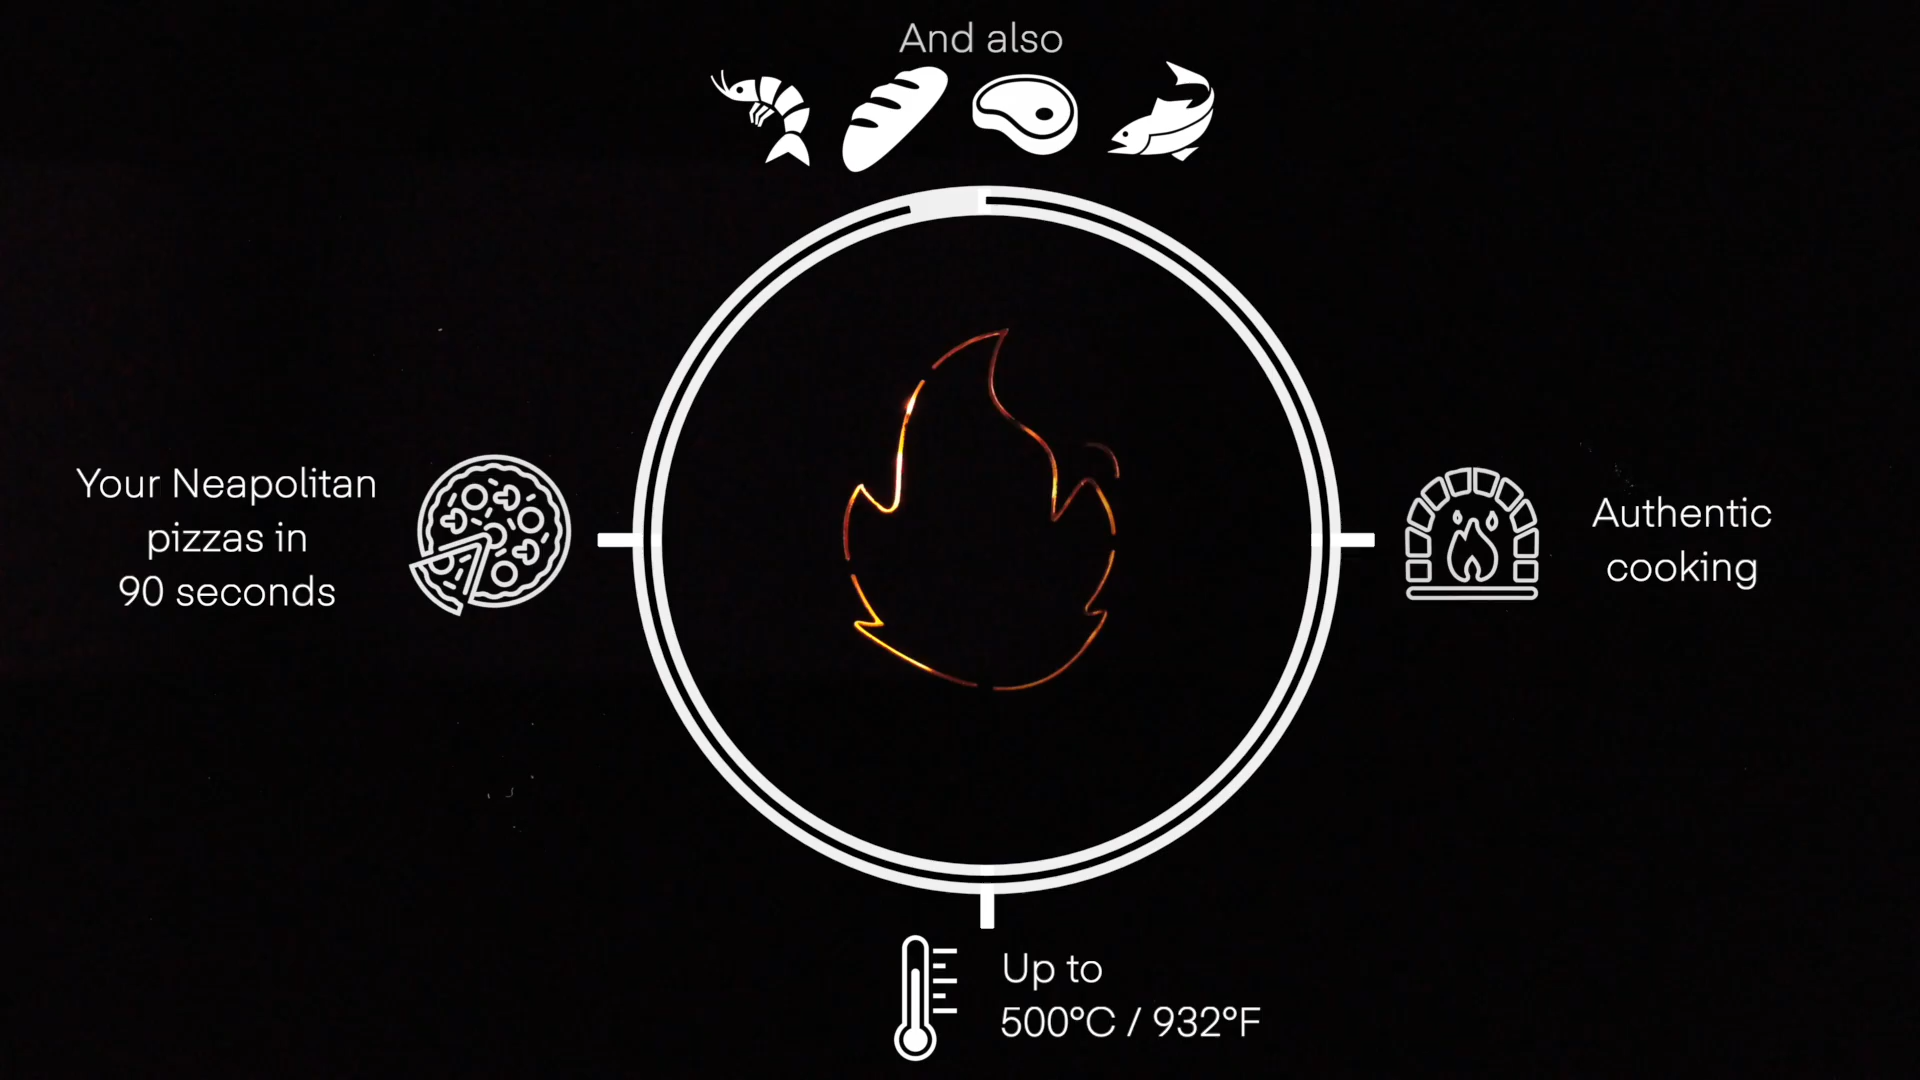 And also
Your Neapolitan
pizzas in
90 seconds
Authentic
cooking
Up to
500°C / 932°F